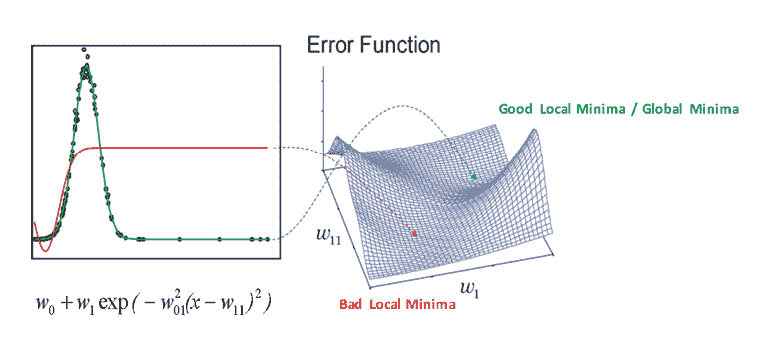 Error Function
Good Local Minima / Global Minima
w₁₁
w₁
Bad Local Minima
w₀ + w₁ exp ( − w₀₁² (x − w₁₁)² )